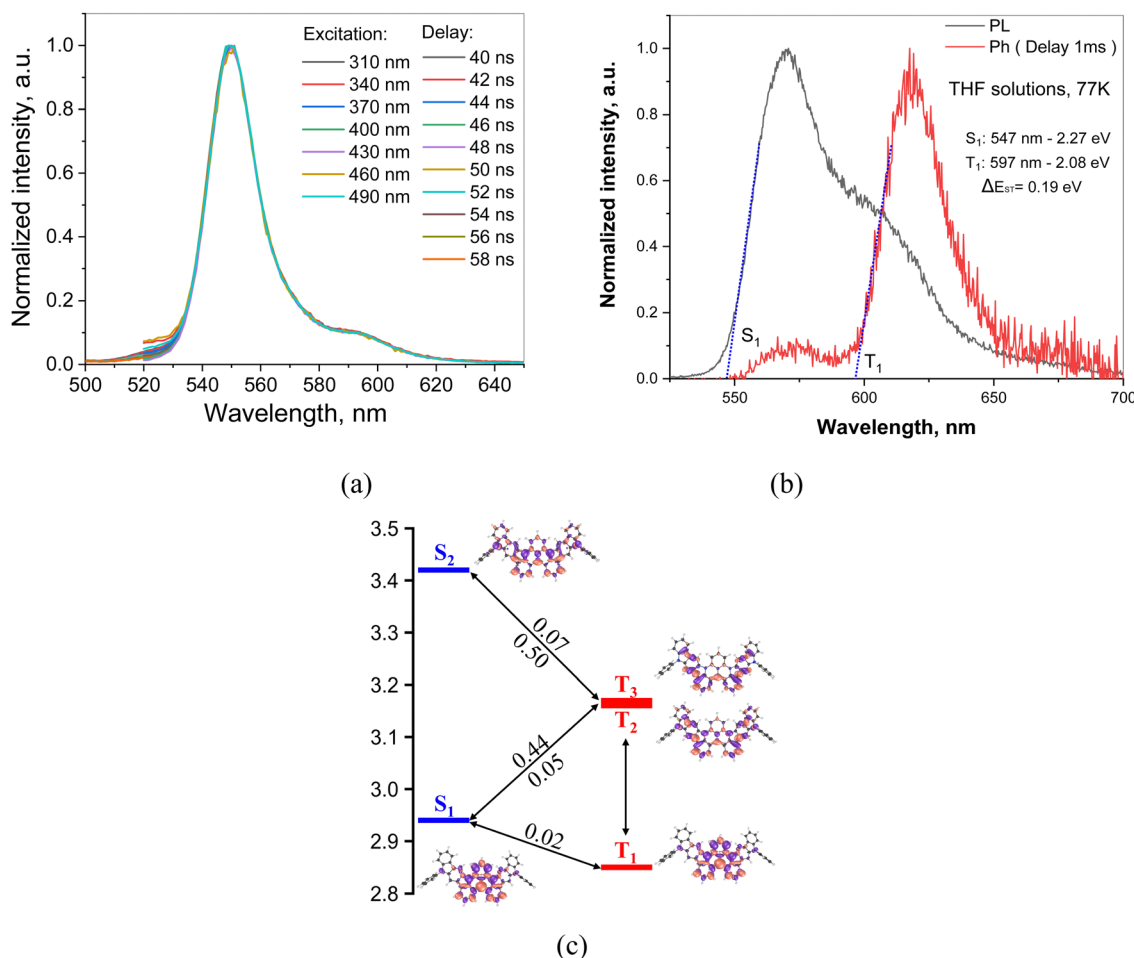 Excitation:
310 nm
340 nm
370 nm
400 nm
430 nm
460 nm
490 nm
Delay:
40 ns
42 ns
44 ns
46 ns
48 ns
50 ns
52 ns
54 ns
56 ns
58 ns
Normalized intensity, a.u.
1.0
0.8
0.6
0.4
0.2
0.0
500 520 540 560 580 600 620 640
Wavelength, nm
(a)
PL
Ph ( Delay 1ms )
THF solutions, 77K
S1: 547 nm - 2.27 eV
T1: 597 nm - 2.08 eV
ΔEST= 0.19 eV
S1
T1
Normalized intensity, a.u.
1.0
0.8
0.6
0.4
0.2
0.0
550 600 650 700
Wavelength, nm
(b)
3.5
3.4
3.3
3.2
3.1
3.0
2.9
2.8
S2
0.07
0.50
T3
T2
0.44
0.05
S1
0.02
T1
(c)